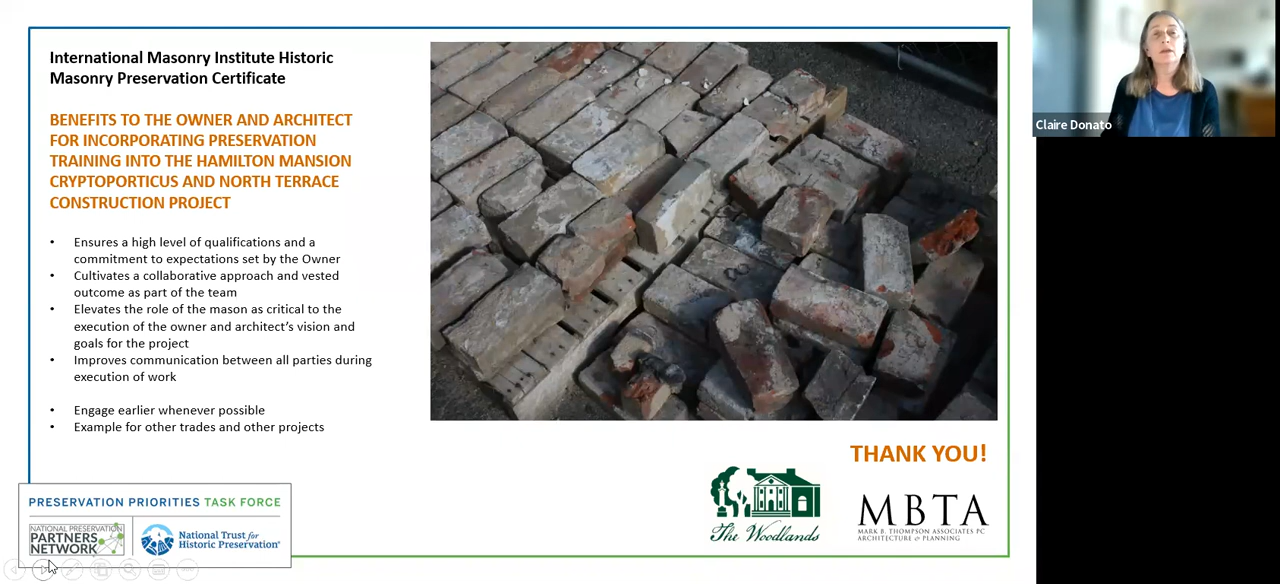 International Masonry Institute Historic
Masonry Preservation Certificate
BENEFITS TO THE OWNER AND ARCHITECT
FOR INCORPORATING PRESERVATION
TRAINING INTO THE HAMILTON MANSION
CRYPTOPORTICUS AND NORTH TERRACE
CONSTRUCTION PROJECT
• Ensures a high level of qualifications and a
commitment to expectations set by the Owner
• Cultivates a collaborative approach and vested
outcome as part of the team
• Elevates the role of the mason as critical to the
execution of the owner and architect's vision and
goals for the project
• Improves communication between all parties during
execution of work
• Engage earlier whenever possible
• Example for other trades and other projects
THANK YOU!
The Woodlands
MBTA
MARK B. THOMPSON ASSOCIATES PC
ARCHITECTURE & PLANNING
PRESERVATION PRIORITIES TASK FORCE
NATIONAL PRESERVATION
PARTNERS
NETWORK
National Trust for
Historic Preservation®
Claire Donato